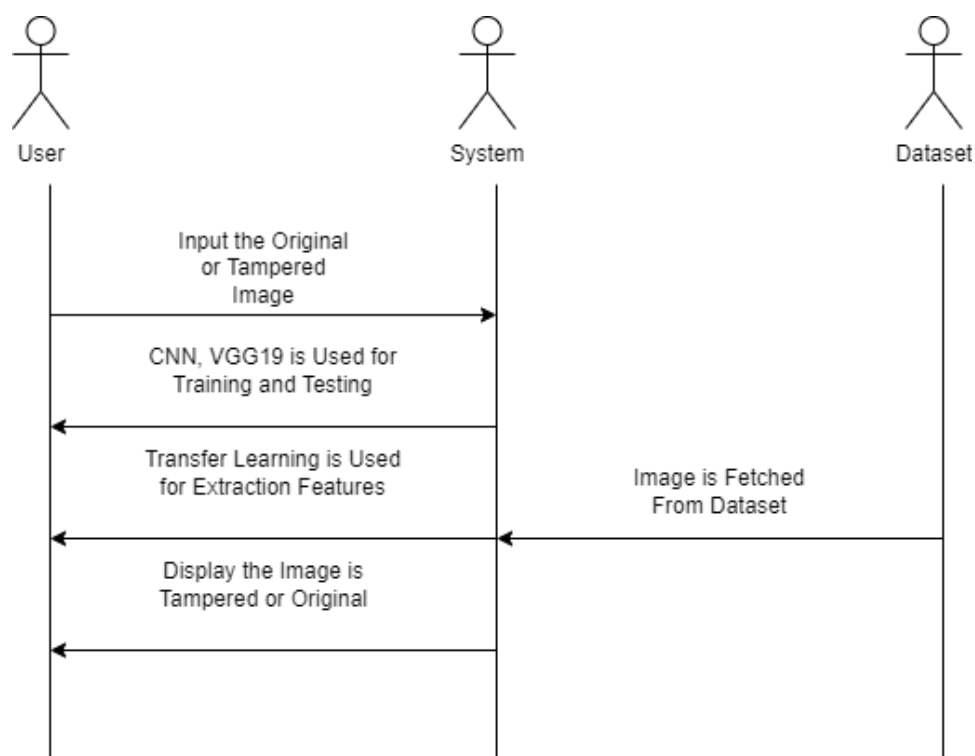 User
System
Dataset
Input the Original
or Tampered
Image
CNN, VGG19 is Used for
Training and Testing
Transfer Learning is Used
for Extraction Features
Image is Fetched
From Dataset
Display the Image is
Tampered or Original